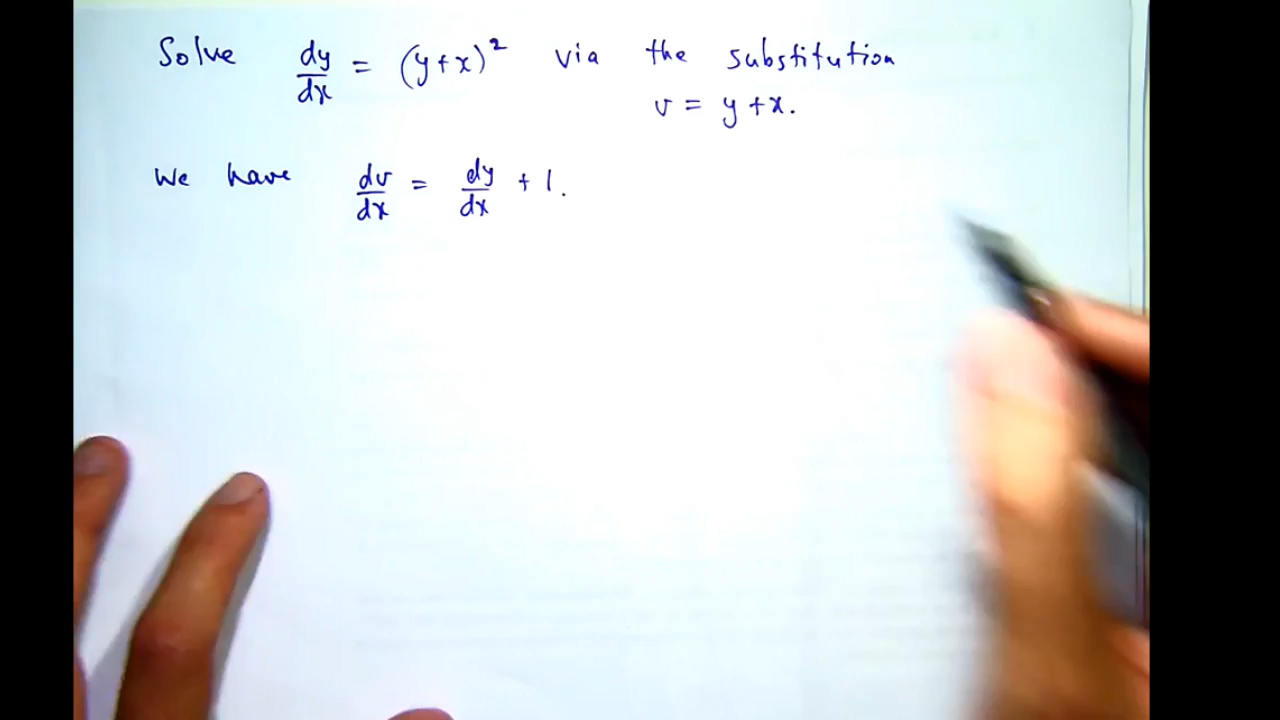 Solve dy/dx = (y+x)² via the substitution
v = y + x.
We have dv/dx = dy/dx + 1.